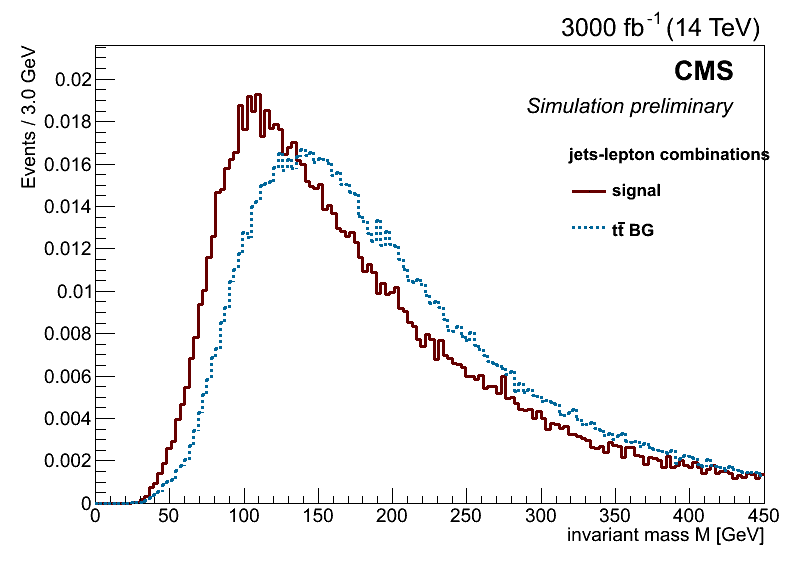 3000 fb⁻¹ (14 TeV)
CMS
Simulation preliminary
jets-lepton combinations
signal
tt̄ BG
Events / 3.0 GeV
0.02
0.018
0.016
0.014
0.012
0.01
0.008
0.006
0.004
0.002
0
0 50 100 150 200 250 300 350 400 450
invariant mass M [GeV]